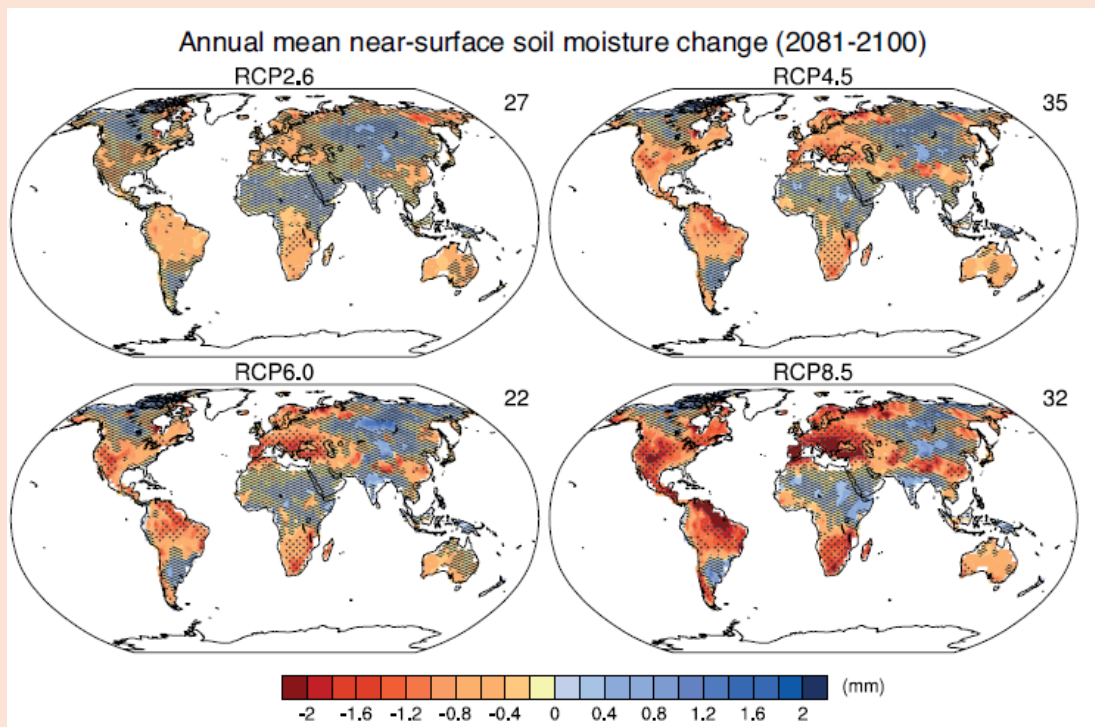 Annual mean near-surface soil moisture change (2081-2100)
RCP2.6
27
RCP4.5
35
RCP6.0
22
RCP8.5
32
(mm)
-2 -1.6 -1.2 -0.8 -0.4 0 0.4 0.8 1.2 1.6 2